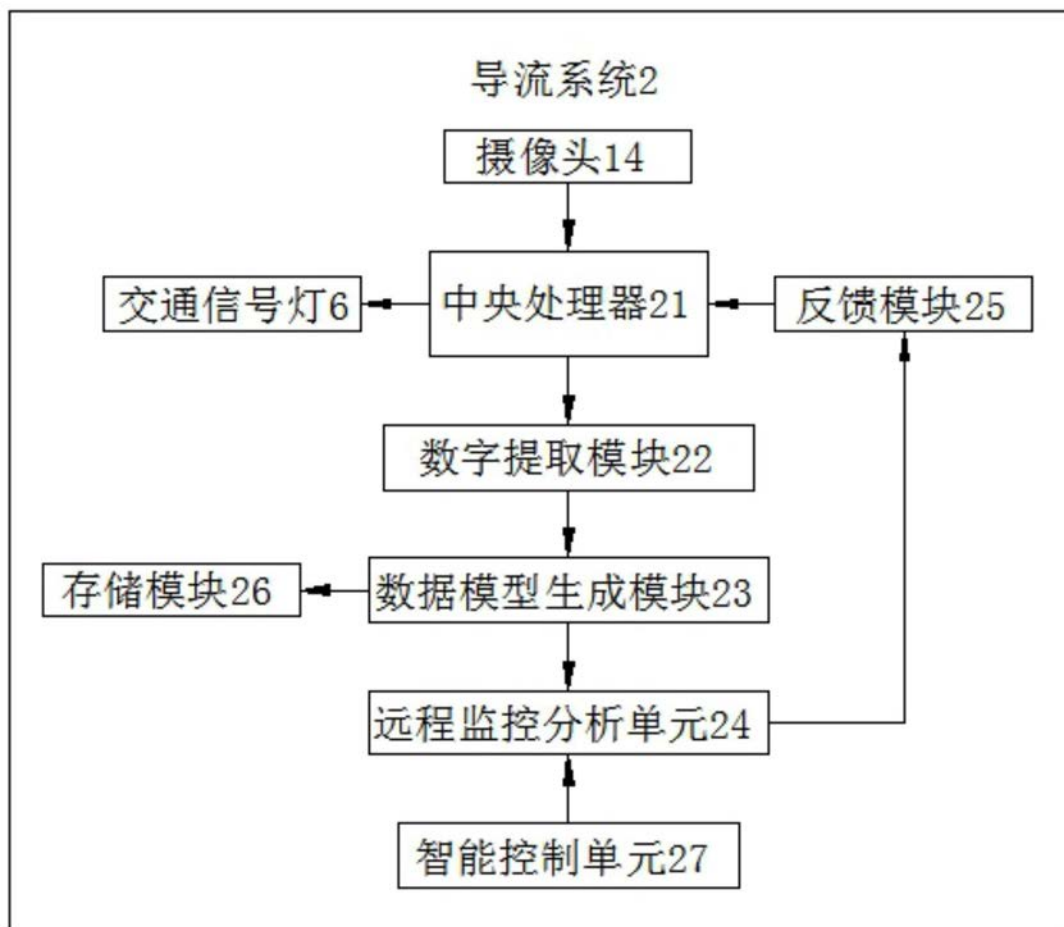 导流系统2
摄像头14
交通信号灯6
中央处理器21
反馈模块25
数字提取模块22
存储模块26
数据模型生成模块23
远程监控分析单元24
智能控制单元27